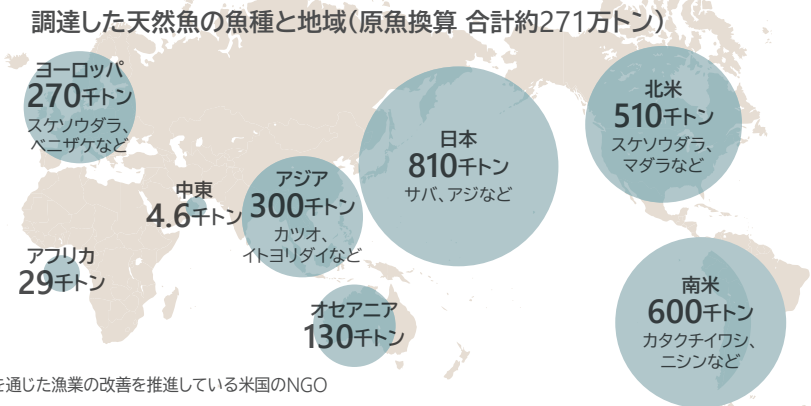 調達した天然魚の魚種と地域(原魚換算 合計約271万トン)
ヨーロッパ
270千トン
スケソウダラ、
ベニザケなど
中東
4.6千トン
アフリカ
29千トン
アジア
300千トン
カツオ、
イトヨリダイなど
日本
810千トン
サバ、アジなど
オセアニア
130千トン
北米
510千トン
スケソウダラ、
マダラなど
南米
600千トン
カタクチイワシ、
ニシンなど
を通じた漁業の改善を推進している米国のNGO